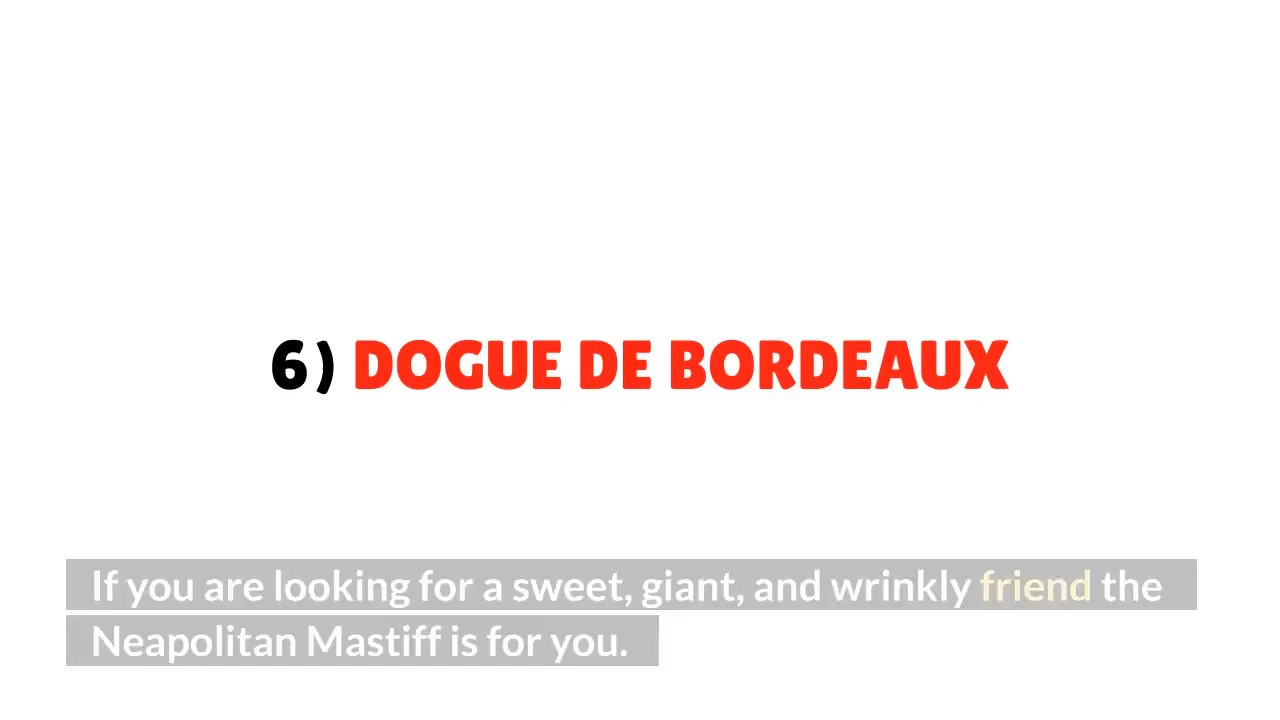 6) DOGUE DE BORDEAUX
If you are looking for a sweet, giant, and wrinkly friend the
Neapolitan Mastiff is for you.